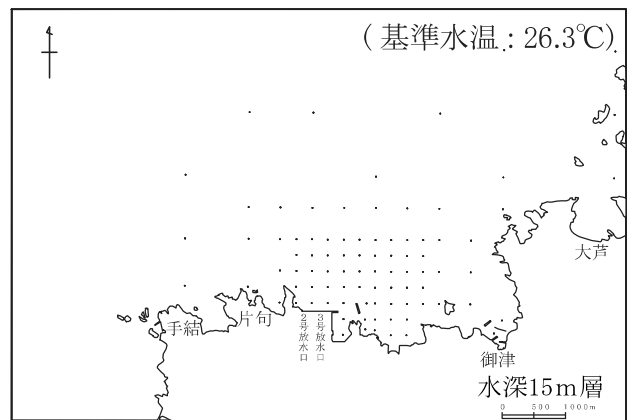 (基準水温:26.3℃)
大芦
片句
手結
2号放水口
3号放水口
御津
水深15m層
0 500 1000m